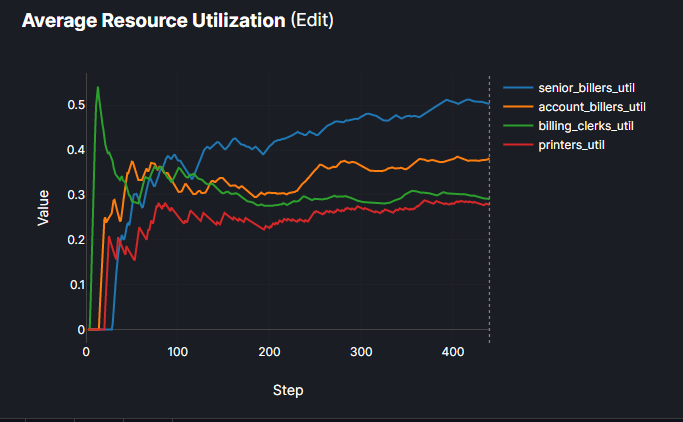 Average Resource Utilization (Edit)
senior_billers_util
account_billers_util
billing_clerks_util
printers_util
0.5
0.4
0.3
0.2
0.1
0
Value
0 100 200 300 400
Step